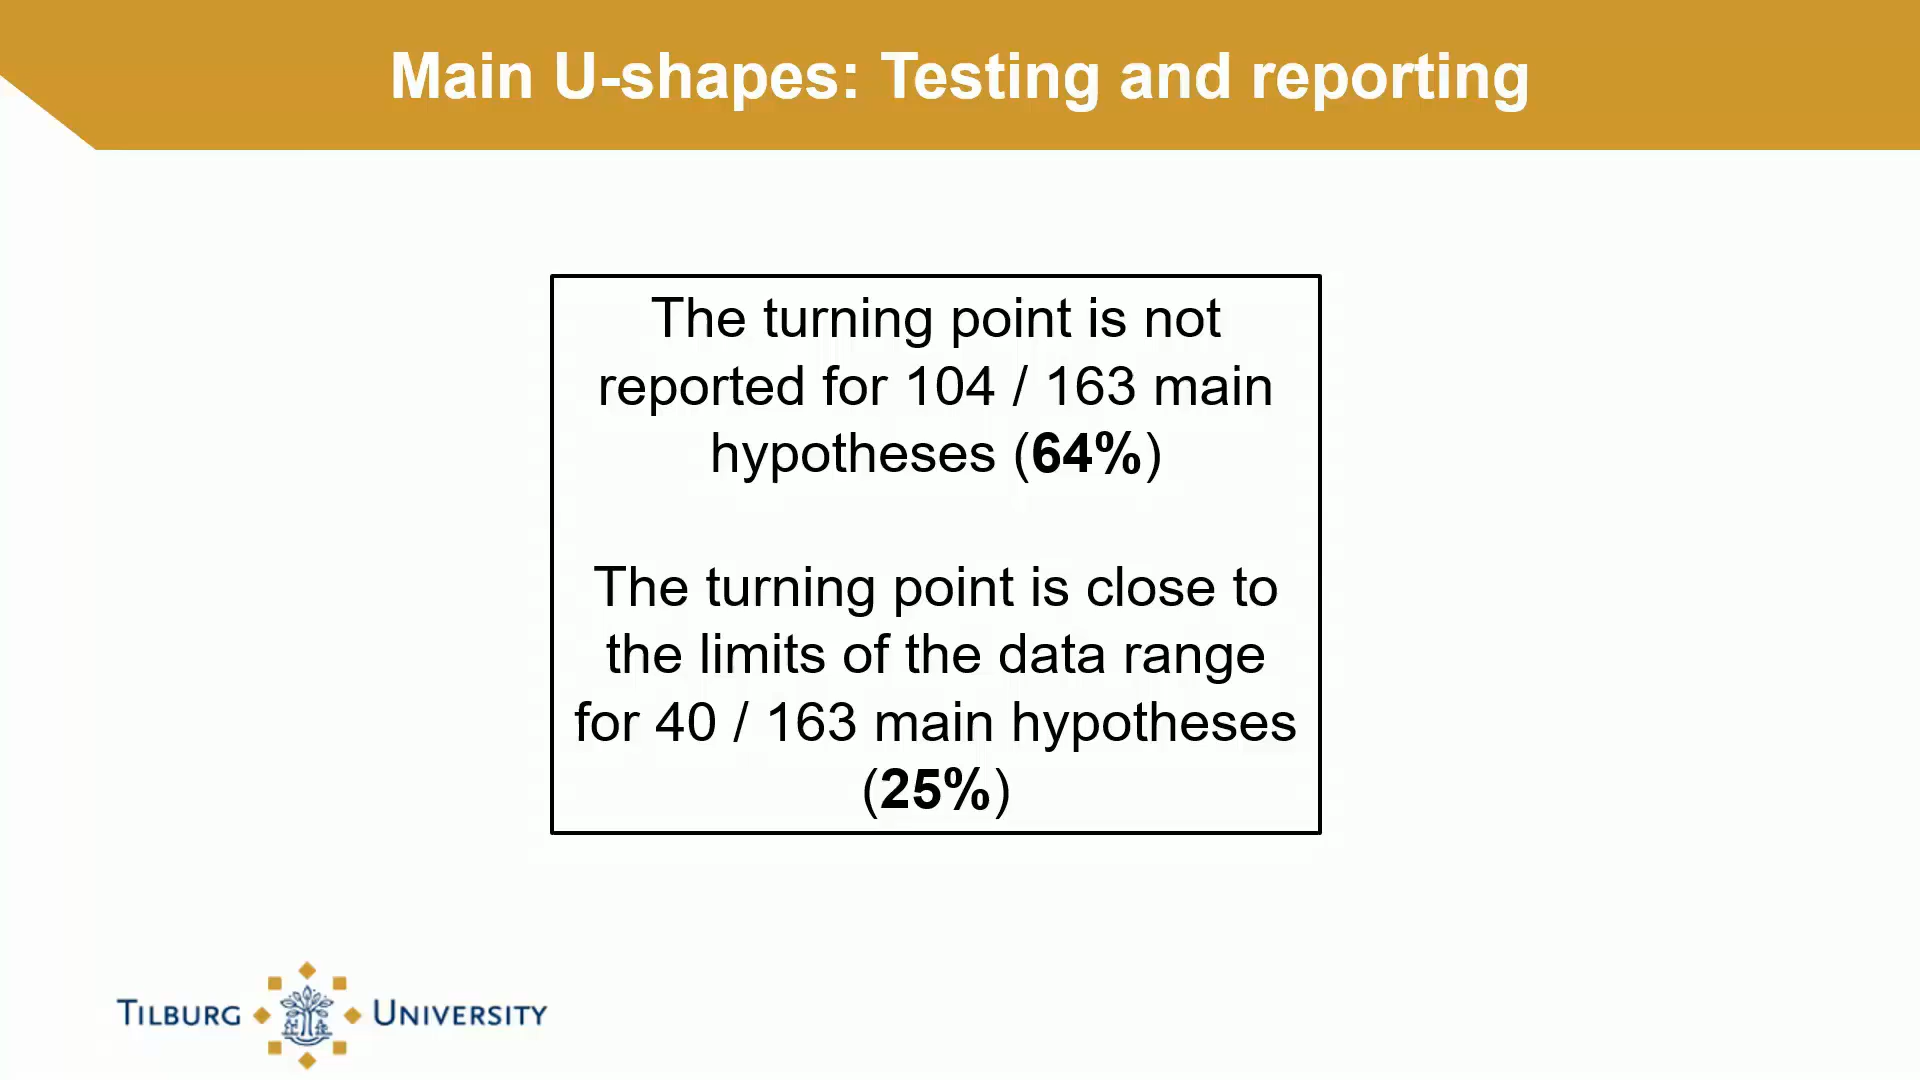 Main U-shapes: Testing and reporting
The turning point is not
reported for 104 / 163 main
hypotheses (64%)
The turning point is close to
the limits of the data range
for 40 / 163 main hypotheses
(25%)
TILBURG UNIVERSITY